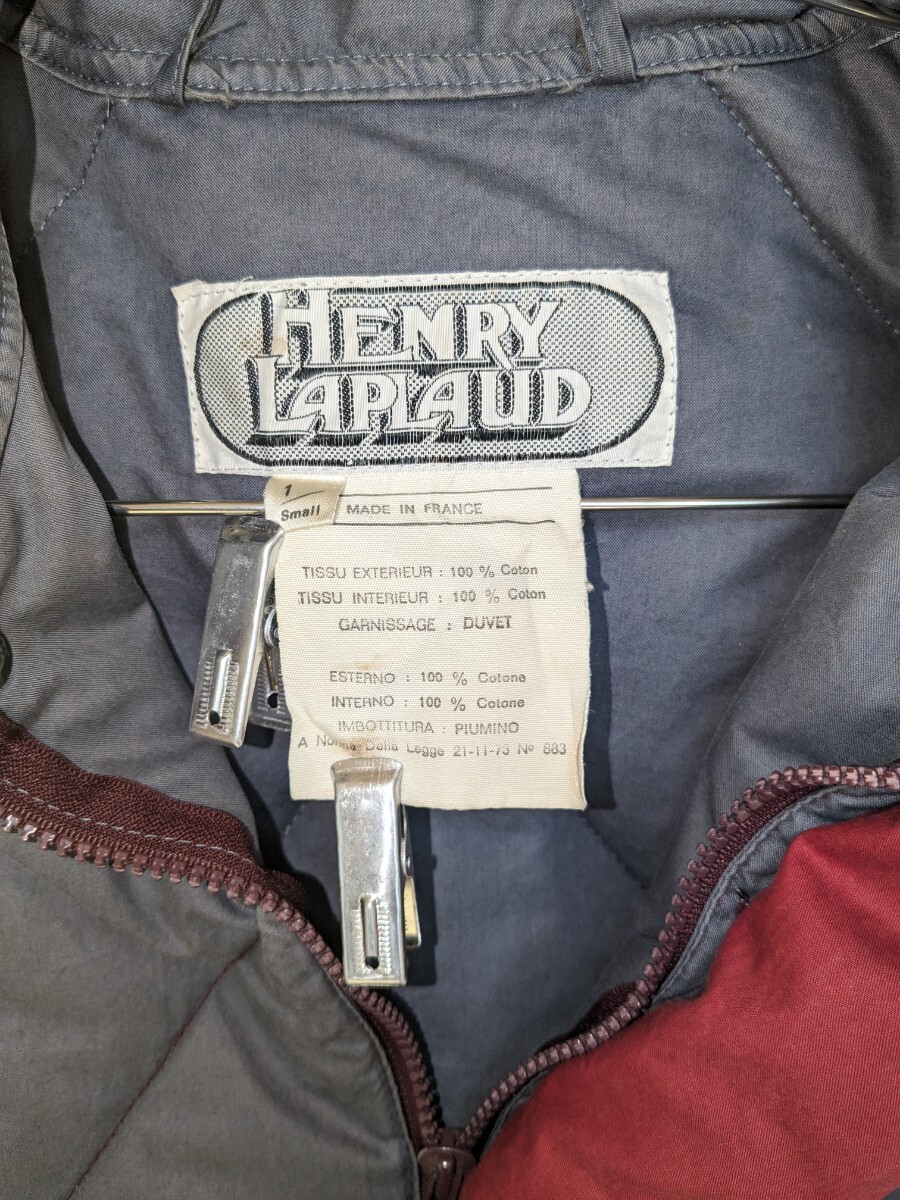 HENRY
LAPLAUD
1
Small
MADE IN FRANCE
TISSU EXTERIEUR : 100 % Coton
TISSU INTERIEUR : 100 % Coton
GARNISSAGE : DUVET
ESTERNO : 100 % Cotone
INTERNO : 100 % Cotone
IMBOTTITURA : PIUMINO
A Norma Della Legge 21-11-73 Nº 883